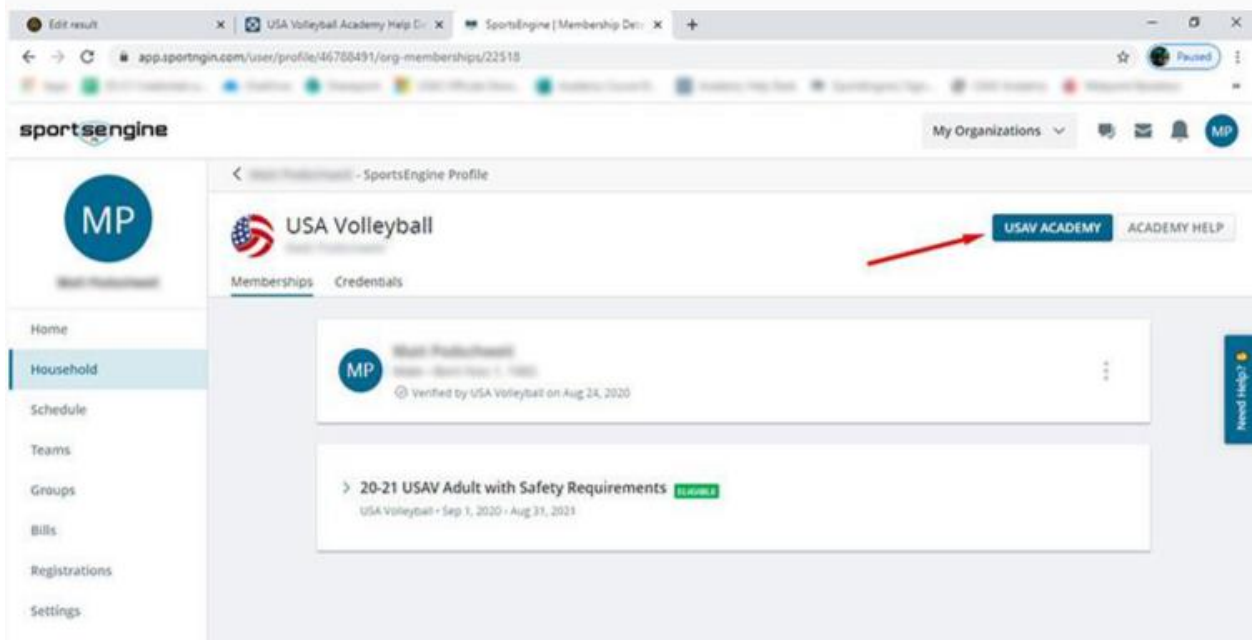 Edit result
USA Volleyball Academy Help De
SportsEngine | Membership Deta
app.sportngin.com/user/profile/46788491/org-memberships/22518
Paused
sportsengine
My Organizations
MP
- SportsEngine Profile
MP
USA Volleyball
USAV ACADEMY
ACADEMY HELP
Memberships
Credentials
Home
Household
Schedule
Teams
Groups
Bills
Registrations
Settings
MP
Verified by USA Volleyball on Aug 24, 2020
20-21 USAV Adult with Safety Requirements ELIGIBLE
USA Volleyball • Sep 1, 2020 - Aug 31, 2021
Need Help?